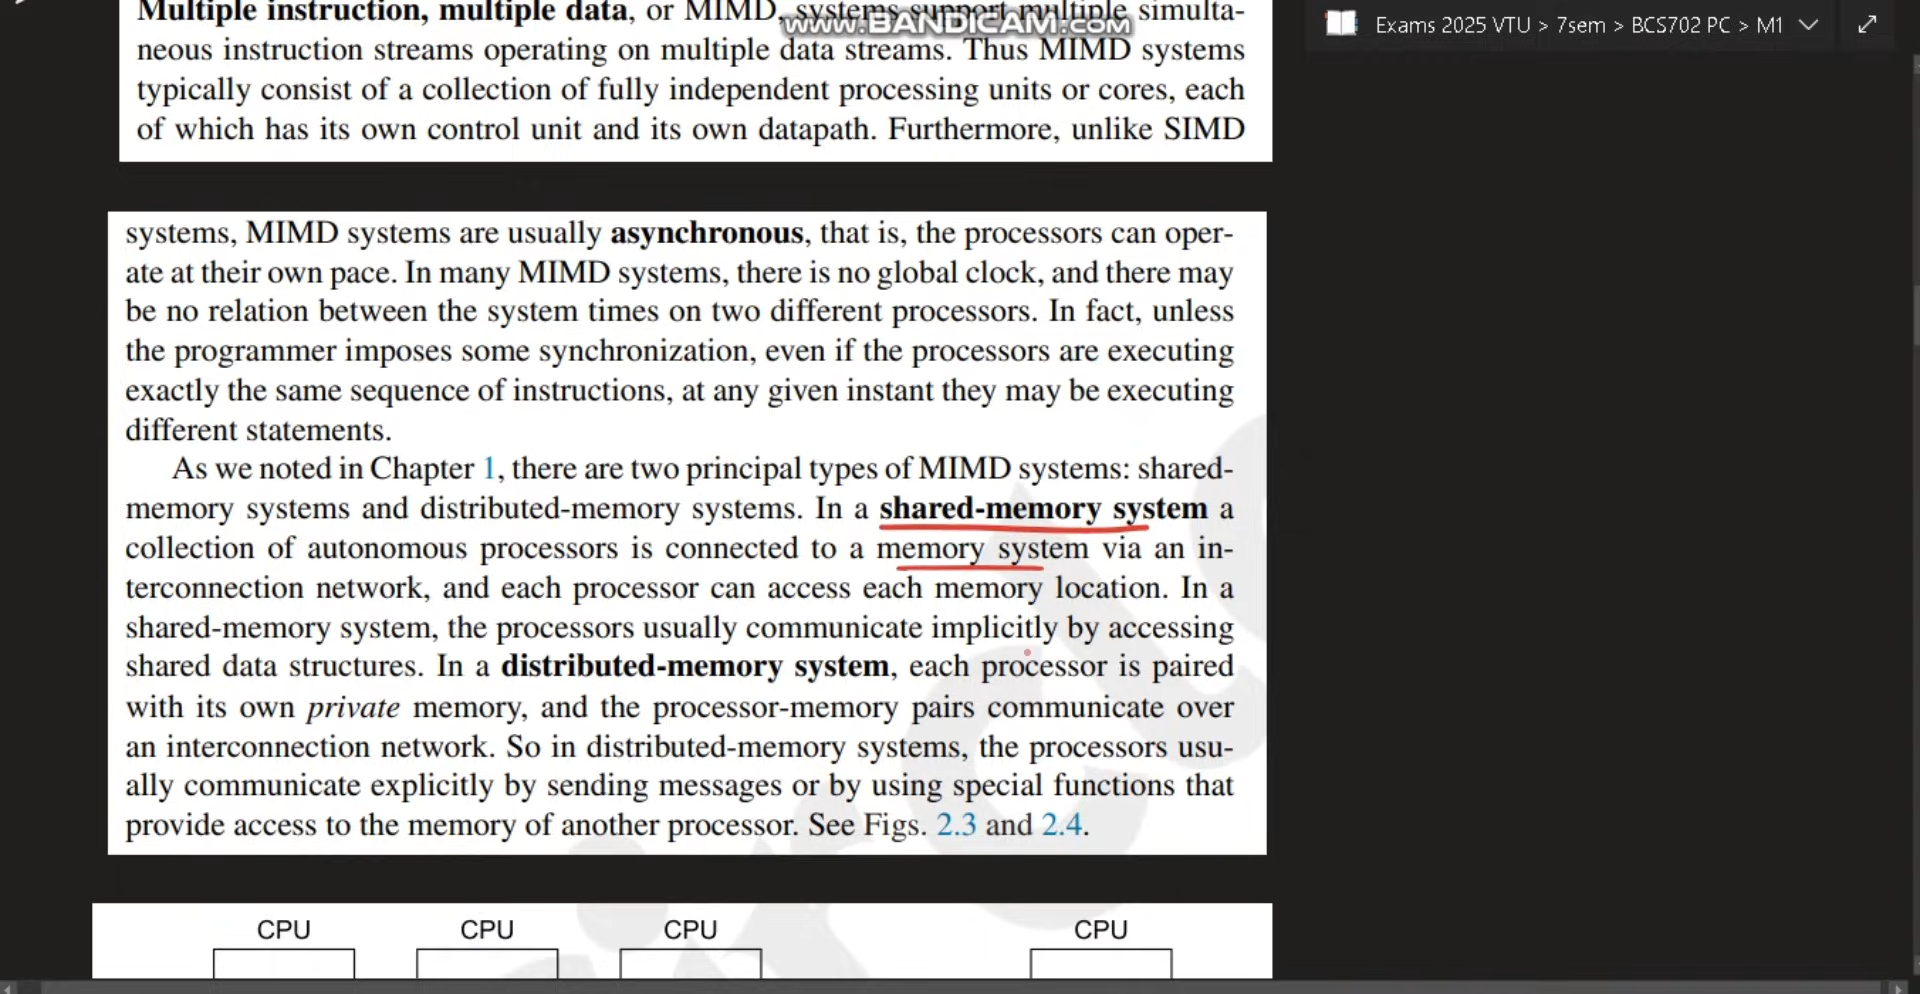 Multiple instruction, multiple data, or MIMD, systems support multiple simulta-
www.BANDICAM.com
neous instruction streams operating on multiple data streams. Thus MIMD systems
typically consist of a collection of fully independent processing units or cores, each
of which has its own control unit and its own datapath. Furthermore, unlike SIMD
Exams 2025 VTU > 7sem > BCS702 PC > M1
systems, MIMD systems are usually asynchronous, that is, the processors can oper-
ate at their own pace. In many MIMD systems, there is no global clock, and there may
be no relation between the system times on two different processors. In fact, unless
the programmer imposes some synchronization, even if the processors are executing
exactly the same sequence of instructions, at any given instant they may be executing
different statements.
As we noted in Chapter 1, there are two principal types of MIMD systems: shared-
memory systems and distributed-memory systems. In a shared-memory system a
collection of autonomous processors is connected to a memory system via an in-
terconnection network, and each processor can access each memory location. In a
shared-memory system, the processors usually communicate implicitly by accessing
shared data structures. In a distributed-memory system, each processor is paired
with its own private memory, and the processor-memory pairs communicate over
an interconnection network. So in distributed-memory systems, the processors usu-
ally communicate explicitly by sending messages or by using special functions that
provide access to the memory of another processor. See Figs. 2.3 and 2.4.
CPU CPU CPU CPU